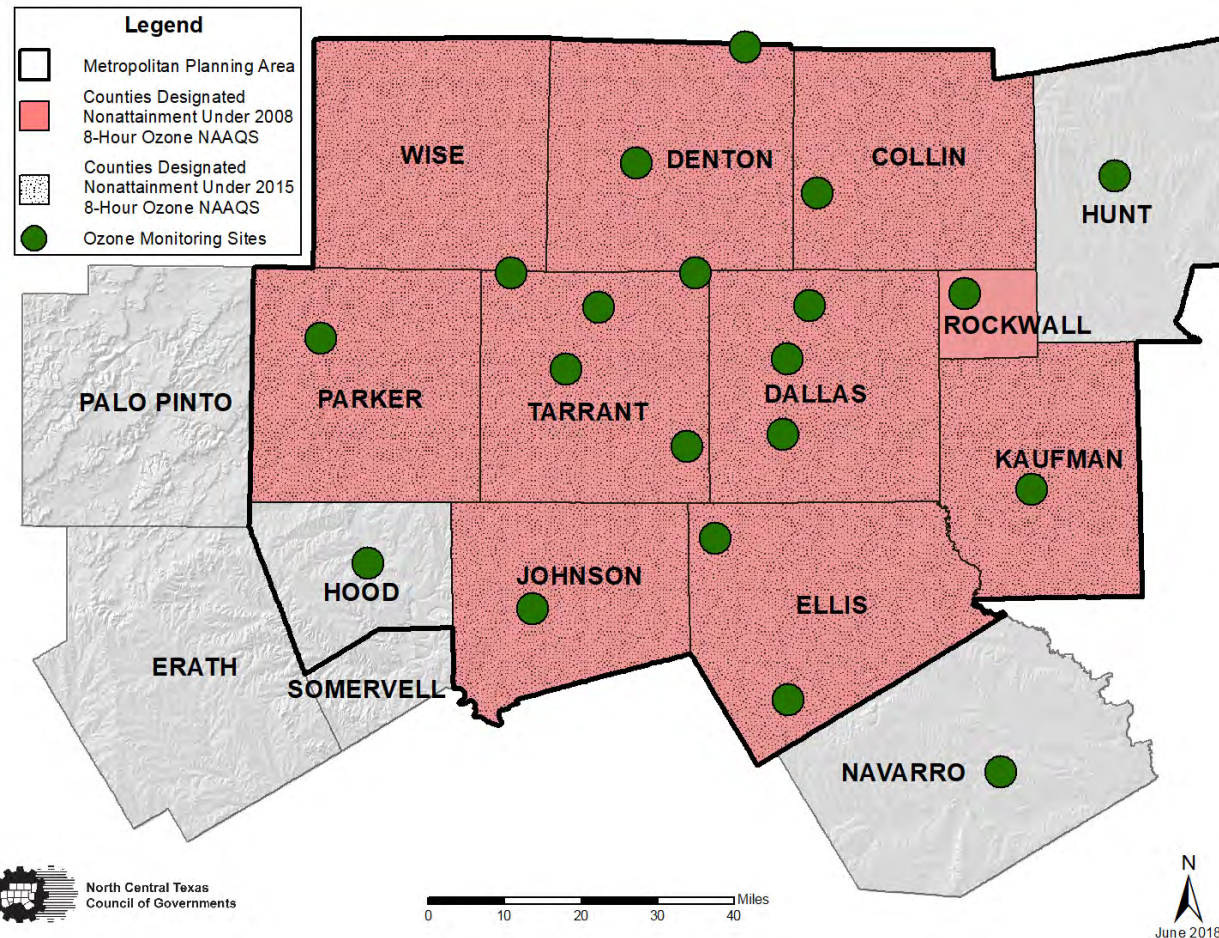 Legend
Metropolitan Planning Area
Counties Designated
Nonattainment Under 2008
8-Hour Ozone NAAQS
Counties Designated
Nonattainment Under 2015
8-Hour Ozone NAAQS
Ozone Monitoring Sites
WISE
DENTON
COLLIN
HUNT
ROCKWALL
PALO PINTO
PARKER
TARRANT
DALLAS
KAUFMAN
HOOD
JOHNSON
ELLIS
ERATH
SOMERVELL
NAVARRO
North Central Texas
Council of Governments
0 10 20 30 40 Miles
N
June 2018